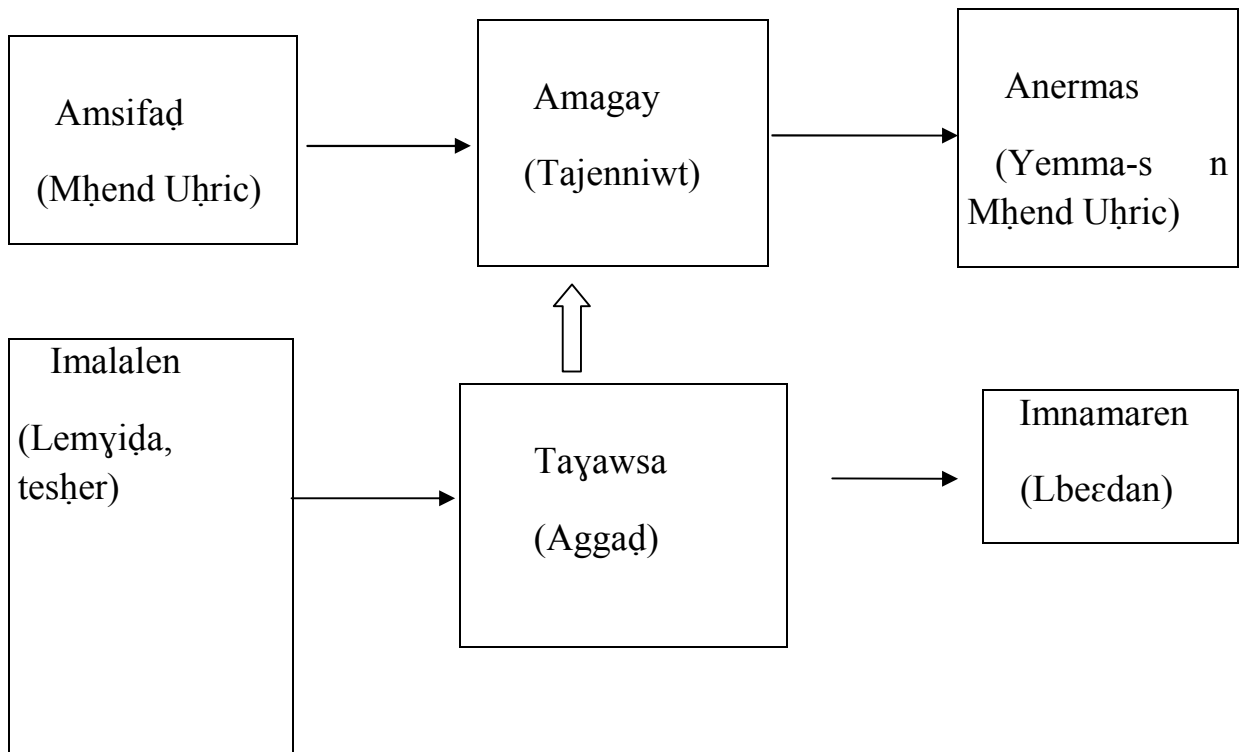 Amsifaḍ
(Mḥend Uḥric)
Amagay
(Tajenniwt)
Anermas
(Yemma-s n
Mḥend Uḥric)
Imalalen
(Lemɣiḍa,
tesḥer)
Taɣawsa
(Aggaḍ)
Imnamaren
(Lbeɛdan)